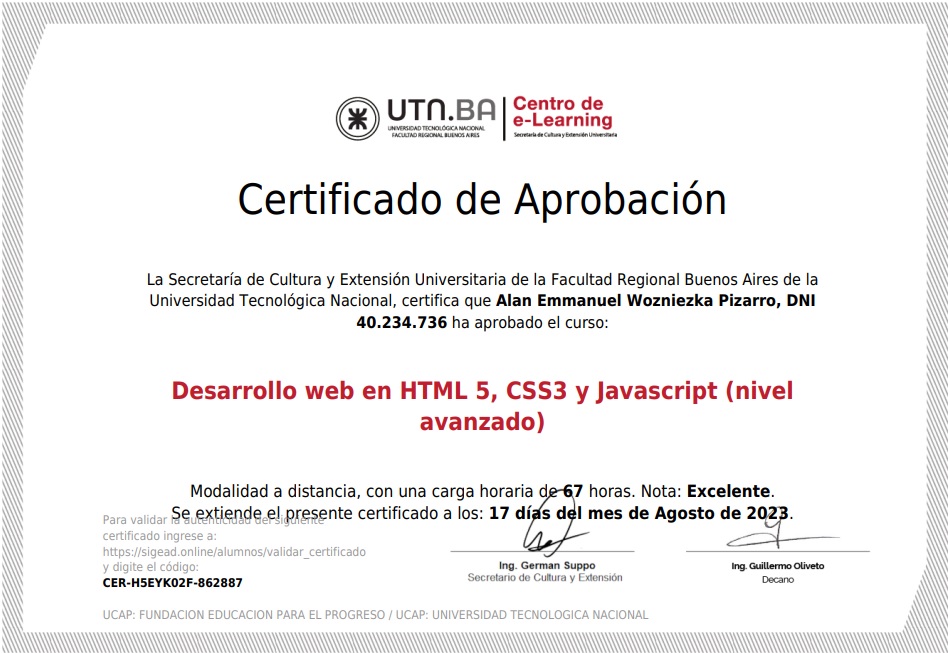 UTN.BA
UNIVERSIDAD TECNOLÓGICA NACIONAL
FACULTAD REGIONAL BUENOS AIRES
Centro de
e-Learning
Secretaría de Cultura y Extensión Universitaria
Certificado de Aprobación
La Secretaría de Cultura y Extensión Universitaria de la Facultad Regional Buenos Aires de la
Universidad Tecnológica Nacional, certifica que Alan Emmanuel Wozniezka Pizarro, DNI
40.234.736 ha aprobado el curso:
Desarrollo web en HTML 5, CSS3 y Javascript (nivel
avanzado)
Modalidad a distancia, con una carga horaria de 67 horas. Nota: Excelente.
Se extiende el presente certificado a los: 17 días del mes de Agosto de 2023.
Para validar la autenticidad del siguiente
certificado ingrese a:
https://sigead.online/alumnos/validar_certificado
y digite el código:
CER-H5EYK02F-862887
Ing. German Suppo
Secretario de Cultura y Extensión
Ing. Guillermo Oliveto
Decano
UCAP: FUNDACION EDUCACION PARA EL PROGRESO / UCAP: UNIVERSIDAD TECNOLOGICA NACIONAL